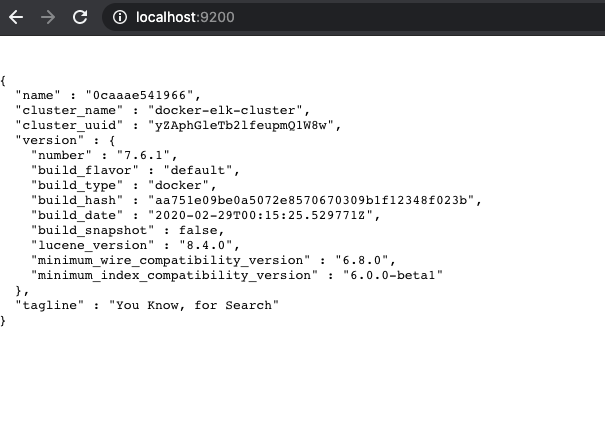 localhost:9200
{
  "name" : "0caaae541966",
  "cluster_name" : "docker-elk-cluster",
  "cluster_uuid" : "yZAphGleTb2lfeupmQ1W8w",
  "version" : {
    "number" : "7.6.1",
    "build_flavor" : "default",
    "build_type" : "docker",
    "build_hash" : "aa751e09be0a5072e8570670309b1f12348f023b",
    "build_date" : "2020-02-29T00:15:25.529771Z",
    "build_snapshot" : false,
    "lucene_version" : "8.4.0",
    "minimum_wire_compatibility_version" : "6.8.0",
    "minimum_index_compatibility_version" : "6.0.0-beta1"
  },
  "tagline" : "You Know, for Search"
}